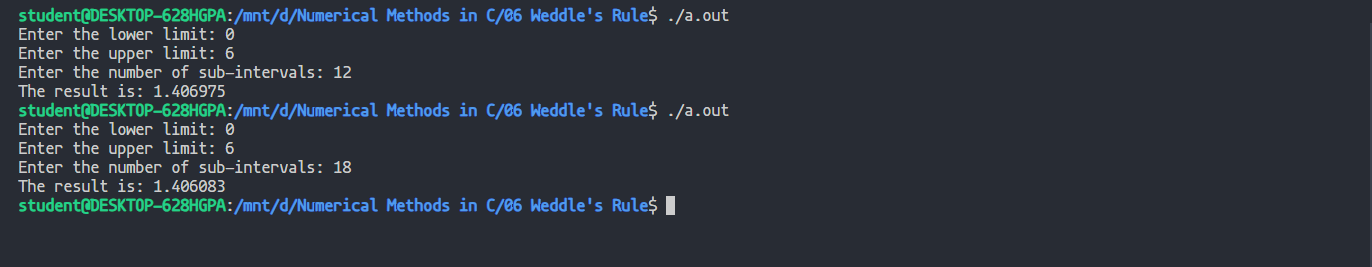 student@DESKTOP-628HGPA:/mnt/d/Numerical Methods in C/06 Weddle's Rule$ ./a.out
Enter the lower limit: 0
Enter the upper limit: 6
Enter the number of sub-intervals: 12
The result is: 1.406975
student@DESKTOP-628HGPA:/mnt/d/Numerical Methods in C/06 Weddle's Rule$ ./a.out
Enter the lower limit: 0
Enter the upper limit: 6
Enter the number of sub-intervals: 18
The result is: 1.406083
student@DESKTOP-628HGPA:/mnt/d/Numerical Methods in C/06 Weddle's Rule$